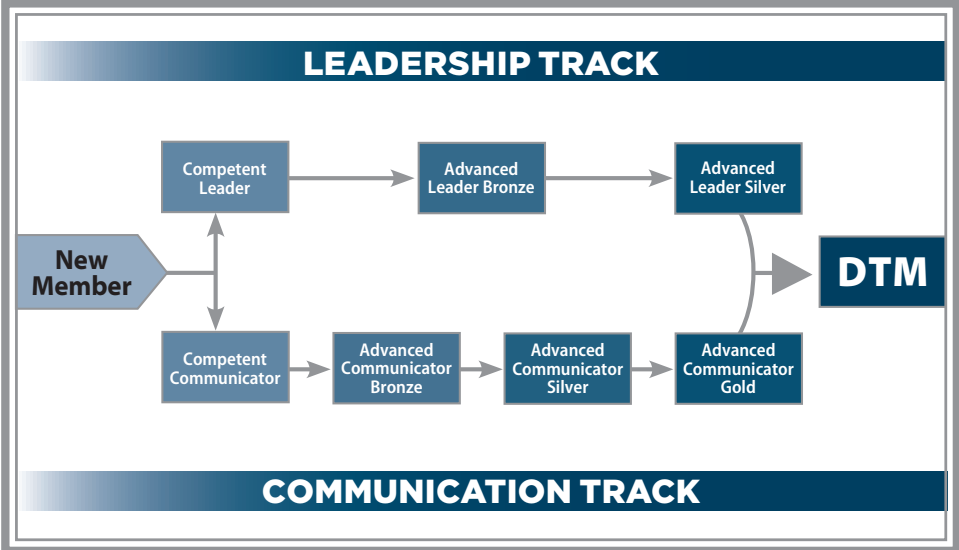 LEADERSHIP TRACK
Competent
Leader
Advanced
Leader Bronze
Advanced
Leader Silver
New
Member
DTM
Competent
Communicator
Advanced
Communicator
Bronze
Advanced
Communicator
Silver
Advanced
Communicator
Gold
COMMUNICATION TRACK